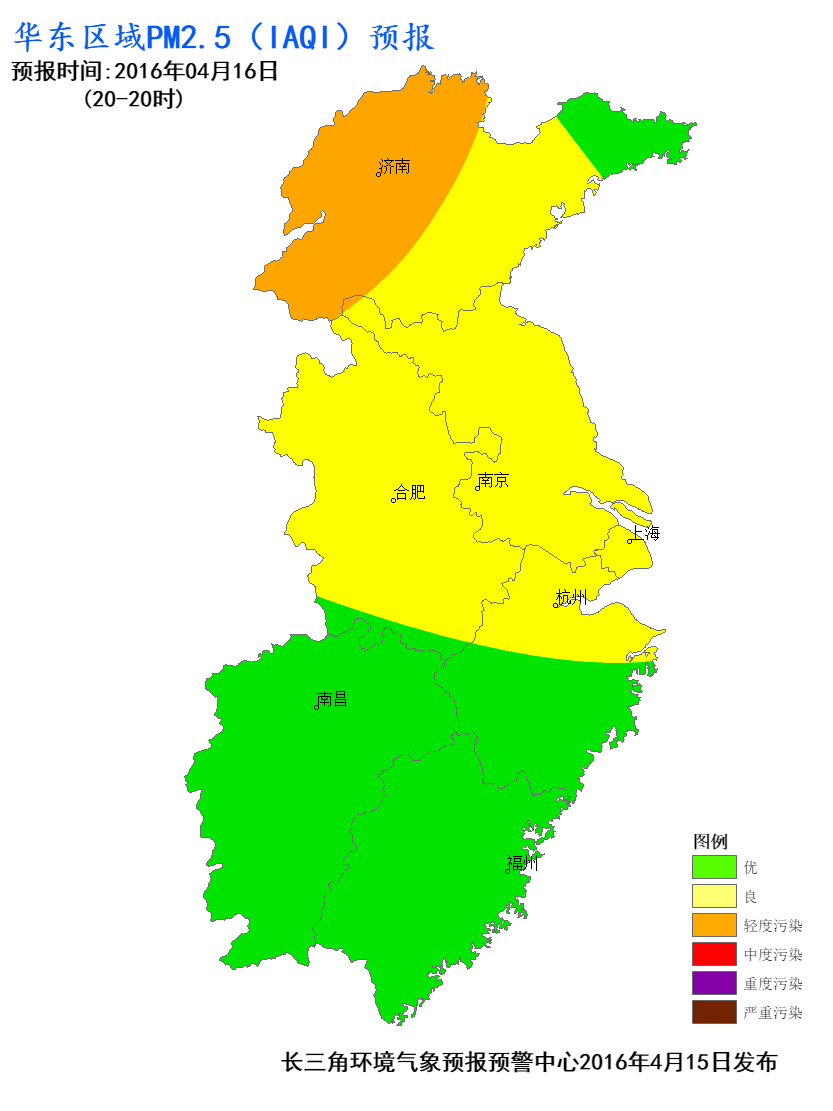 华东区域PM2.5（IAQI）预报
预报时间:2016年04月16日
(20-20时)
济南
合肥
南京
上海
杭州
南昌
福州
图例
优
良
轻度污染
中度污染
重度污染
严重污染
长三角环境气象预报预警中心2016年4月15日发布